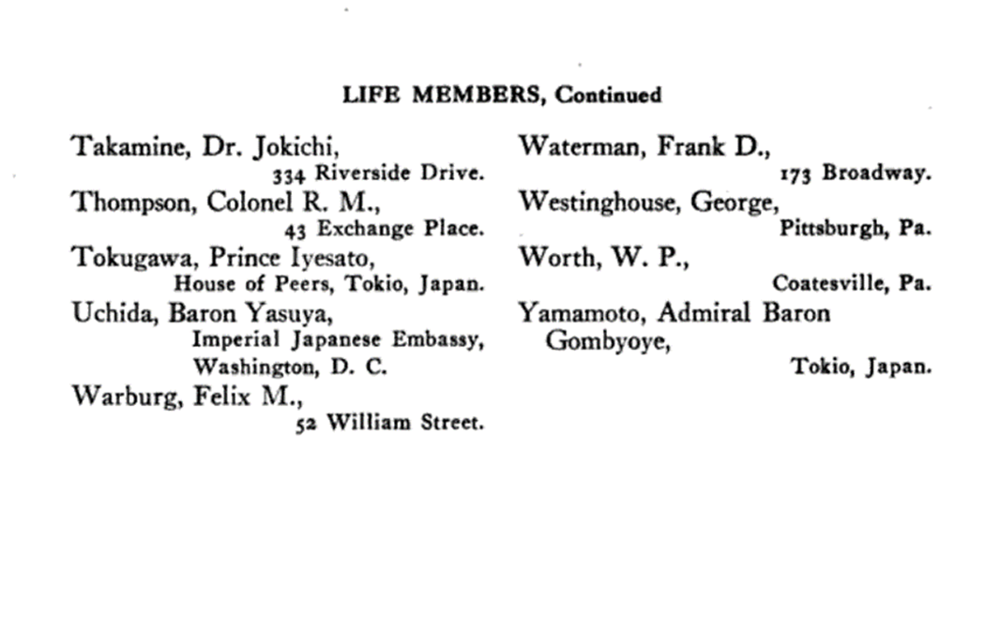 LIFE MEMBERS, Continued
Takamine, Dr. Jokichi,
334 Riverside Drive.
Thompson, Colonel R. M.,
43 Exchange Place.
Tokugawa, Prince Iyesato,
House of Peers, Tokio, Japan.
Uchida, Baron Yasuya,
Imperial Japanese Embassy,
Washington, D. C.
Warburg, Felix M.,
52 William Street.
Waterman, Frank D.,
173 Broadway.
Westinghouse, George,
Pittsburgh, Pa.
Worth, W. P.,
Coatesville, Pa.
Yamamoto, Admiral Baron
Gombyoye,
Tokio, Japan.